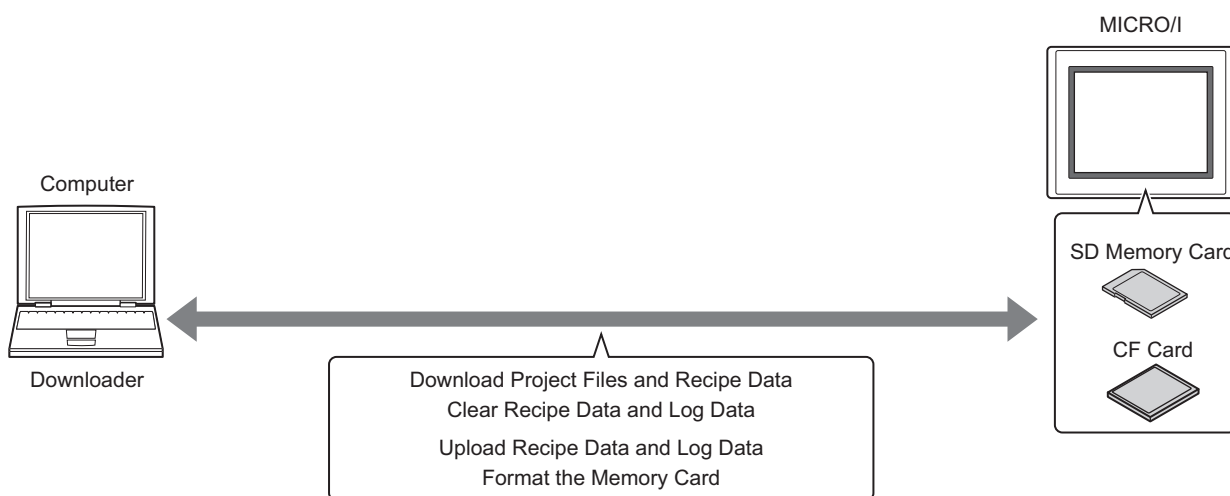 MICRO/I
Computer
SD Memory Card
CF Card
Downloader
Download Project Files and Recipe Data
Clear Recipe Data and Log Data
Upload Recipe Data and Log Data
Format the Memory Card